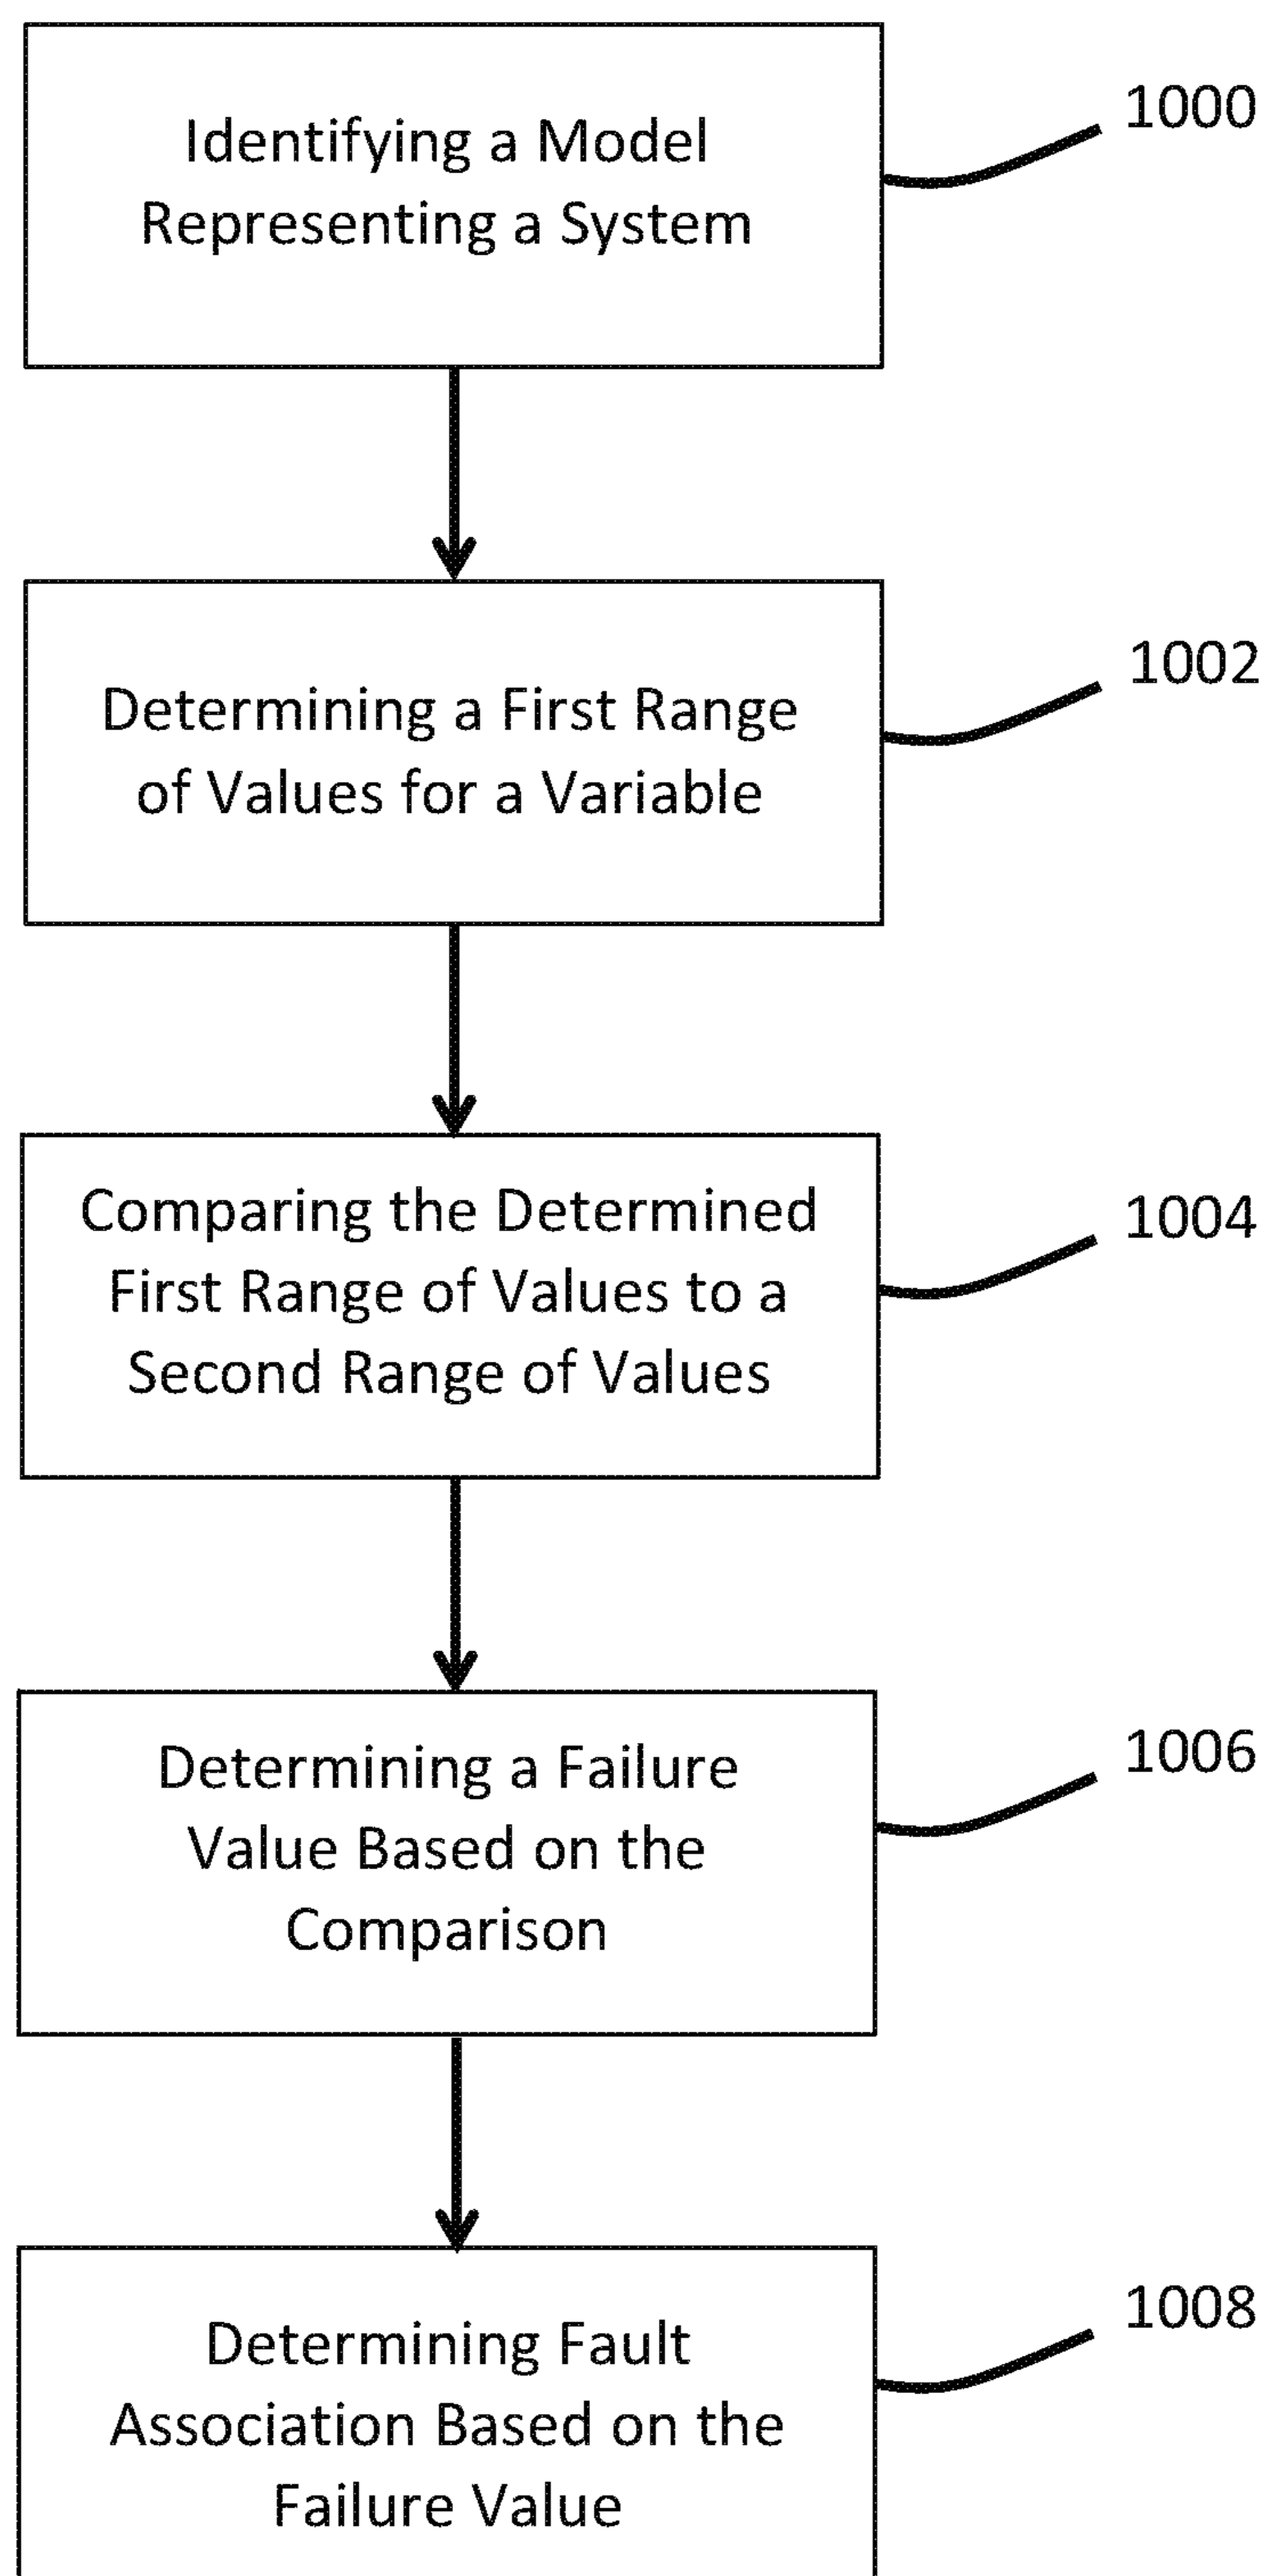 Identifying a Model
Representing a System
1000
Determining a First Range
of Values for a Variable
1002
Comparing the Determined
First Range of Values to a
Second Range of Values
1004
Determining a Failure
Value Based on the
Comparison
1006
Determining Fault
Association Based on the
Failure Value
1008